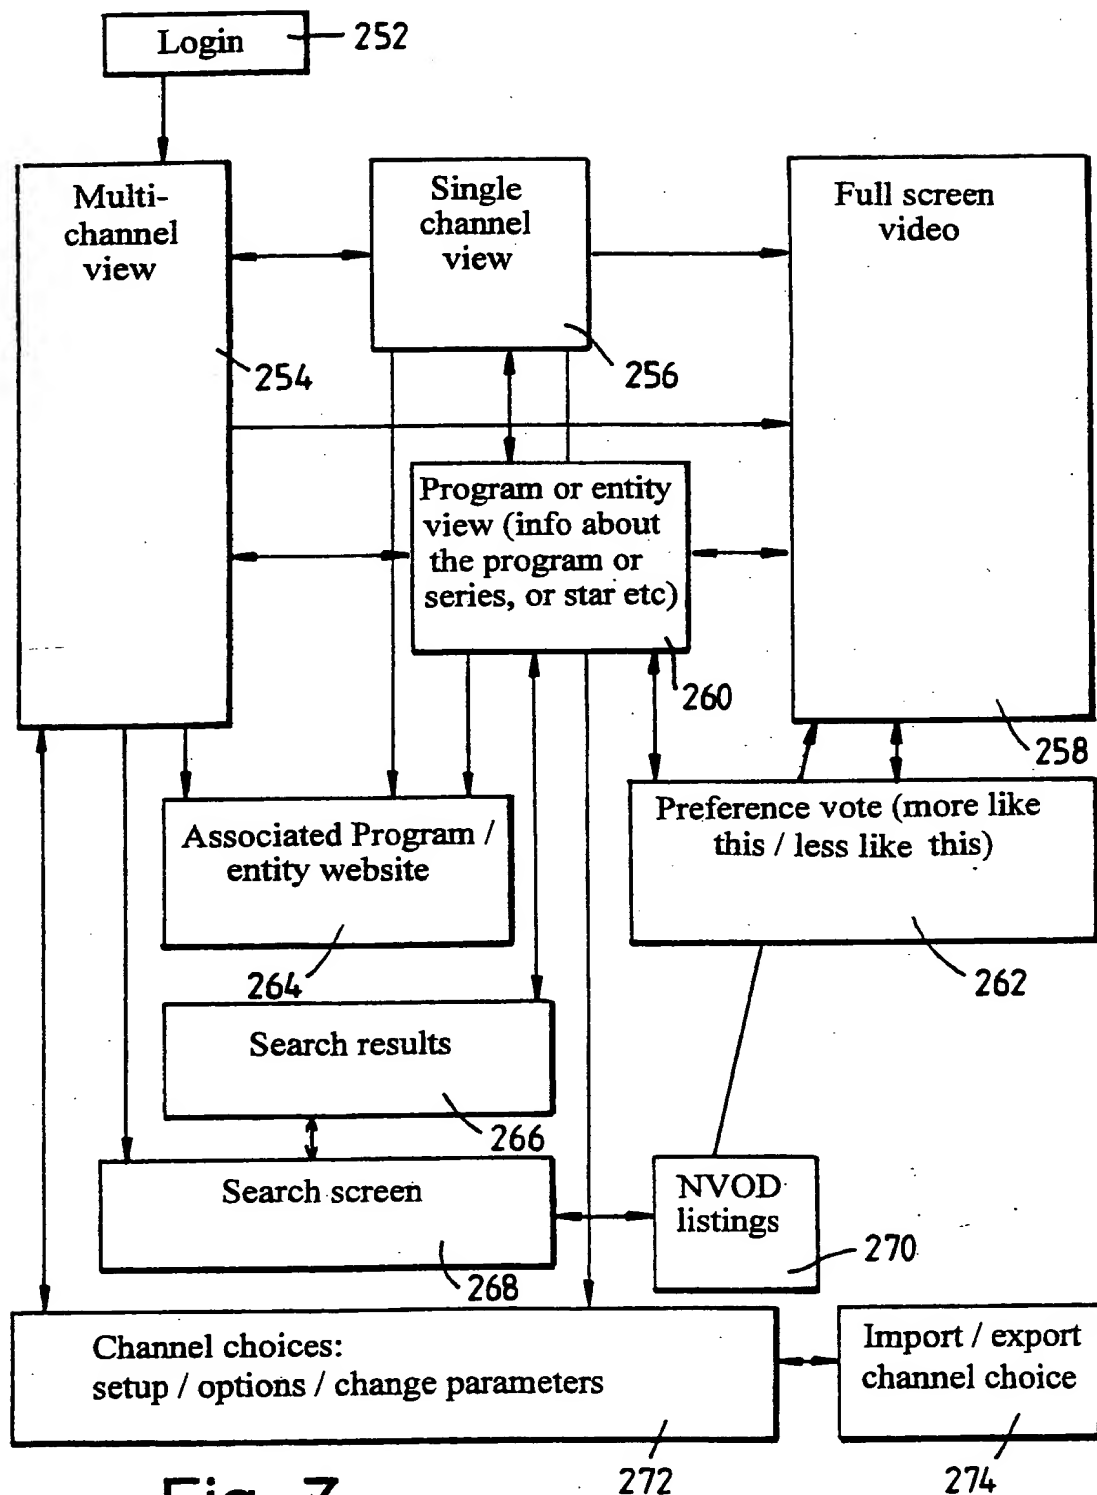 Login
252
Multi-
channel
view
254
Single
channel
view
256
Full screen
video
258
Program or entity
view (info about
the program or
series, or star etc)
260
Associated Program /
entity website
264
Preference vote (more like
this / less like this)
262
Search results
266
Search screen
268
NVOD
listings
270
Channel choices:
setup / options / change parameters
272
Import / export
channel choice
274